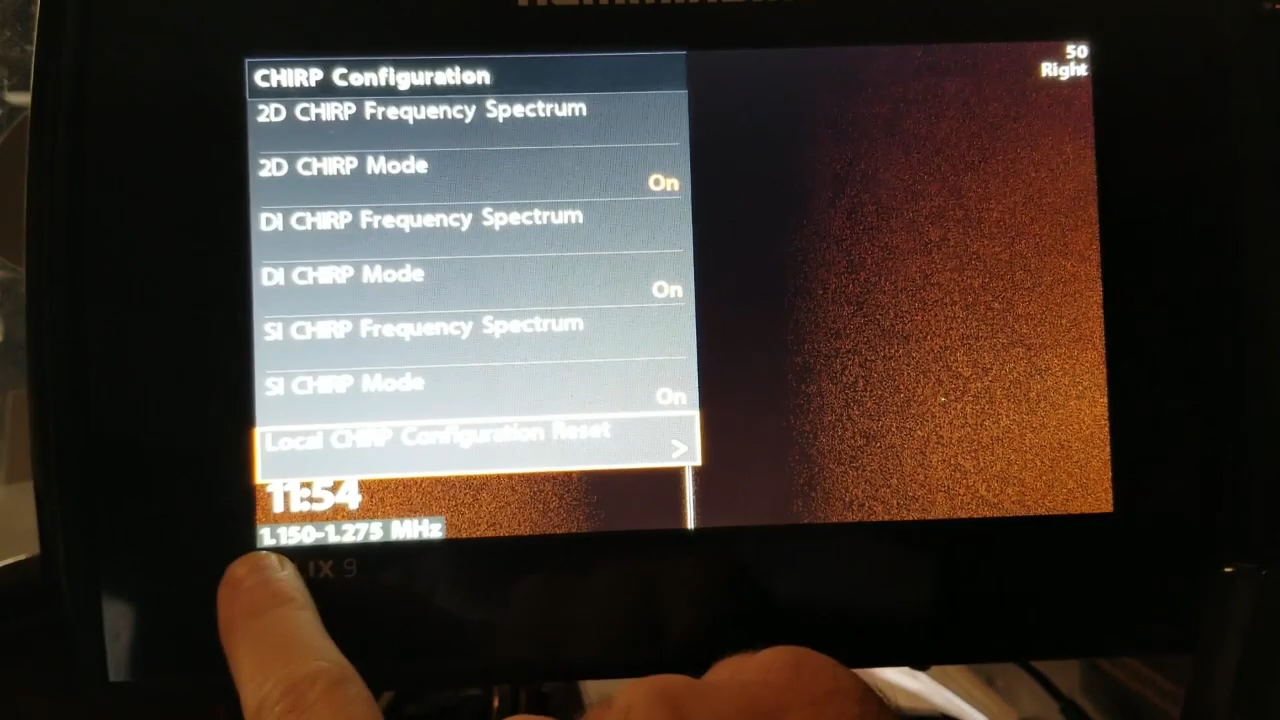 CHIRP Configuration
2D CHIRP Frequency Spectrum
2D CHIRP Mode
On
DI CHIRP Frequency Spectrum
DI CHIRP Mode
On
SI CHIRP Frequency Spectrum
SI CHIRP Mode
On
Local CHIRP Configuration Reset
>
11:54
1.150-1.275 MHz
50
Right
IX 9